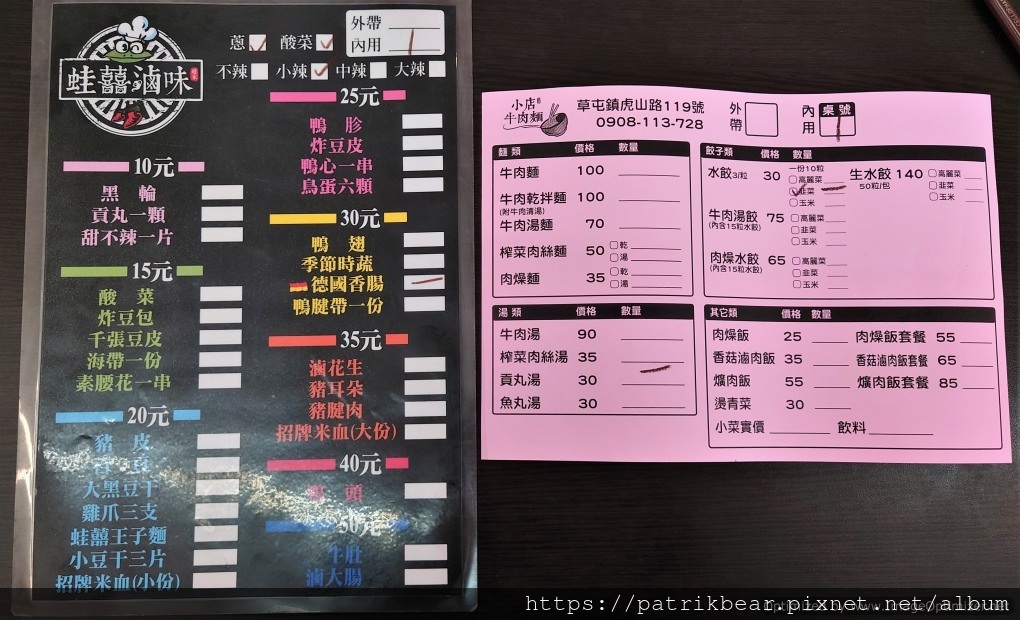 蛙囍滷味
蔥 酸菜
外帶
內用
不辣 小辣 中辣 大辣
10元
黑 輪
貢丸一顆
甜不辣一片
15元
酸 菜
炸豆包
千張豆皮
海帶一份
素腰花一串
20元
豬 皮
大黑豆干
雞爪三支
蛙囍王子麵
小豆干三片
招牌米血(小份)
25元
鴨 胗
炸豆皮
鴨心一串
鳥蛋六顆
30元
鴨 翅
季節時蔬
德國香腸
鴨腱帶一份
35元
滷花生
豬耳朵
豬腱肉
招牌米血(大份)
40元
頭
50元
牛肚
滷大腸
小店
牛肉麵
草屯鎮虎山路119號
0908-113-728
外帶
內用
桌號
1
麵 類 價格 數量
牛肉麵 100
牛肉乾拌麵 100
(附牛肉清湯)
牛肉湯麵 70
榨菜肉絲麵 50 乾 湯
肉燥麵 35 乾 湯
餃子類 價格 數量
水餃3/粒 30
一份10粒
高麗菜
韭菜
玉米
生水餃 140
50粒/包
高麗菜
韭菜
玉米
牛肉湯餃 75
(內含15粒水餃)
高麗菜
韭菜
玉米
肉燥水餃 65
(內含15粒水餃)
高麗菜
韭菜
玉米
湯 類 價格 數量
牛肉湯 90
榨菜肉絲湯 35
貢丸湯 30
魚丸湯 30
其它類 價格 數量
肉燥飯 25 肉燥飯套餐 55
香菇滷肉飯 35 香菇滷肉飯套餐 65
爌肉飯 55 爌肉飯套餐 85
燙青菜 30
小菜實價 飲料
https://patrikbear.pixnet.net/album